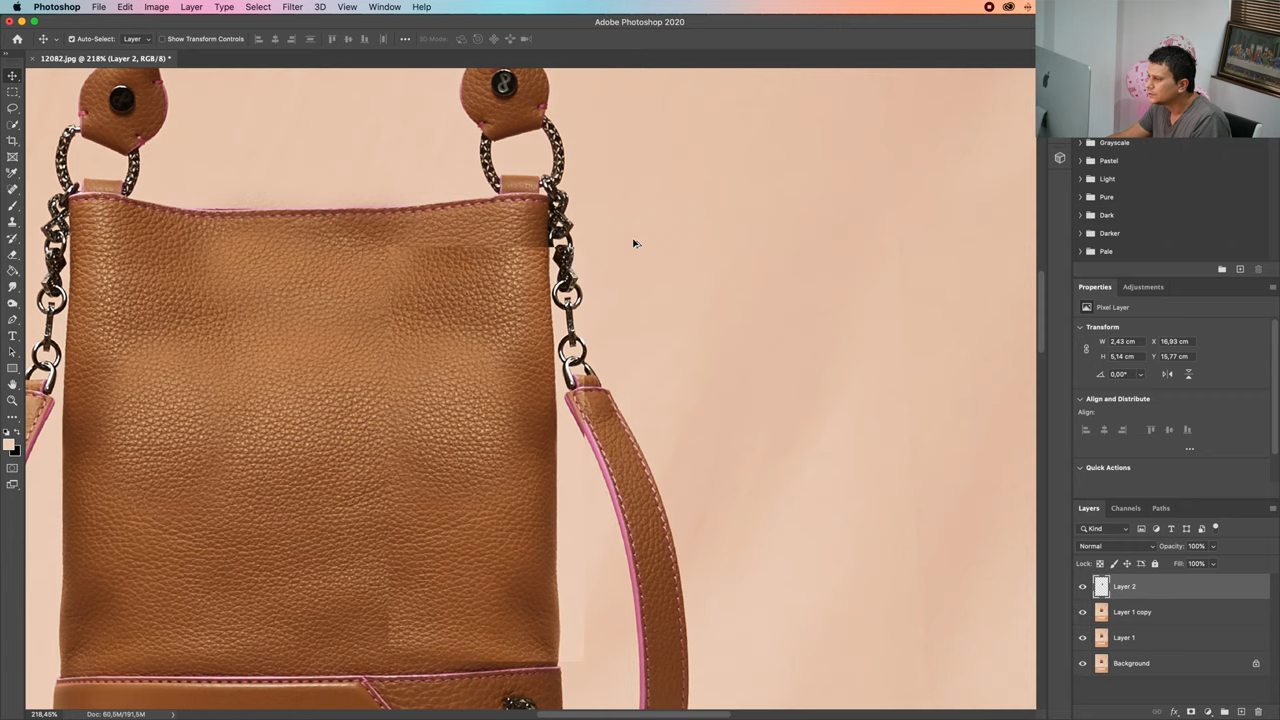 Photoshop File Edit Image Layer Type Select Filter 3D View Window Help
Adobe Photoshop 2020
Auto-Select: Layer Show Transform Controls 3D Mode:
12082.jpg @ 218% (Layer 2, RGB/8) *
Grayscale
Pastel
Light
Pure
Dark
Darker
Pale
Properties Adjustments
Pixel Layer
Transform
W 2,43 cm X 16,93 cm
H 5,14 cm Y 15,77 cm
0,00°
Align and Distribute
Align:
Quick Actions
Layers Channels Paths
Kind
Normal Opacity: 100%
Lock: Fill: 100%
Layer 2
Layer 1 copy
Layer 1
Background
218,45% Doc: 60,5M/191,5M